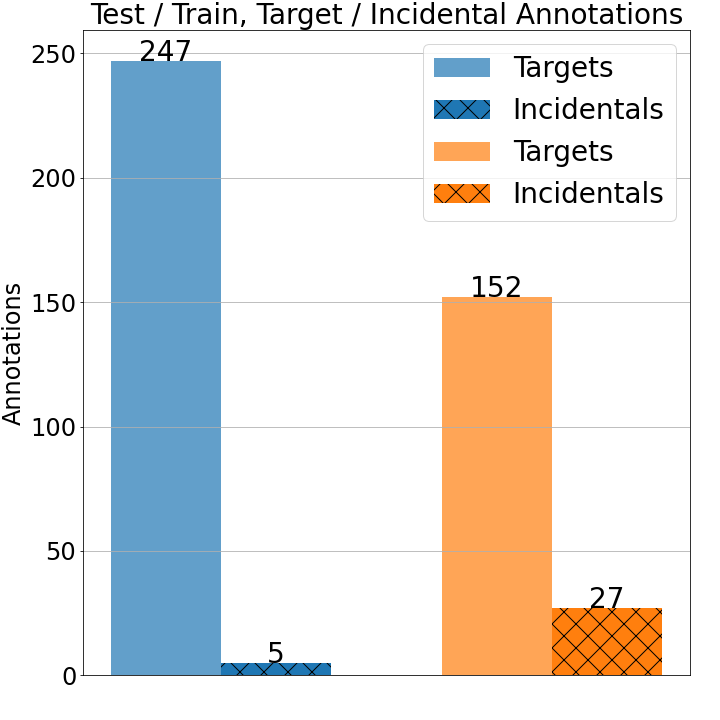 Test / Train, Target / Incidental Annotations
250
200
150
100
50
0
Annotations
247
5
152
27
Targets
Incidentals
Targets
Incidentals